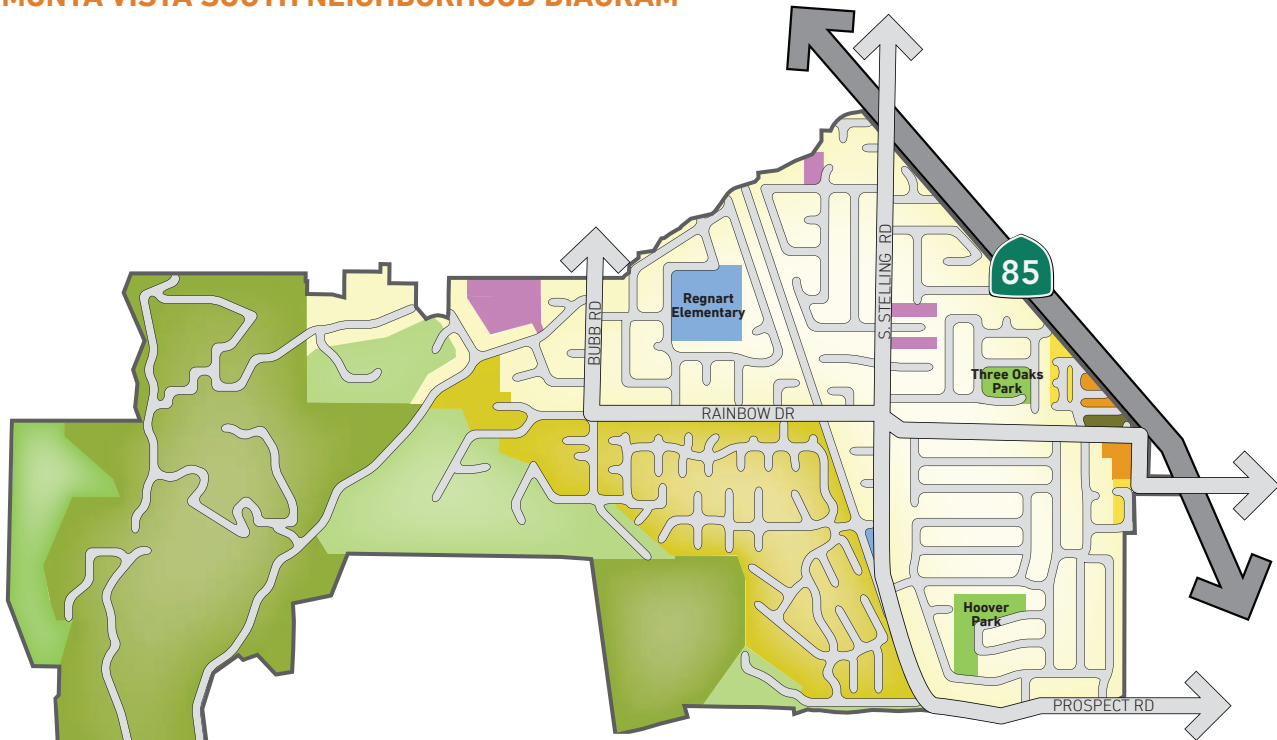 MONTA VISTA SOUTH NEIGHBORHOOD DIAGRAM
85
S. STELLING RD
Regnart
Elementary
BUBB RD
Three Oaks
Park
RAINBOW DR
Hoover
Park
PROSPECT RD